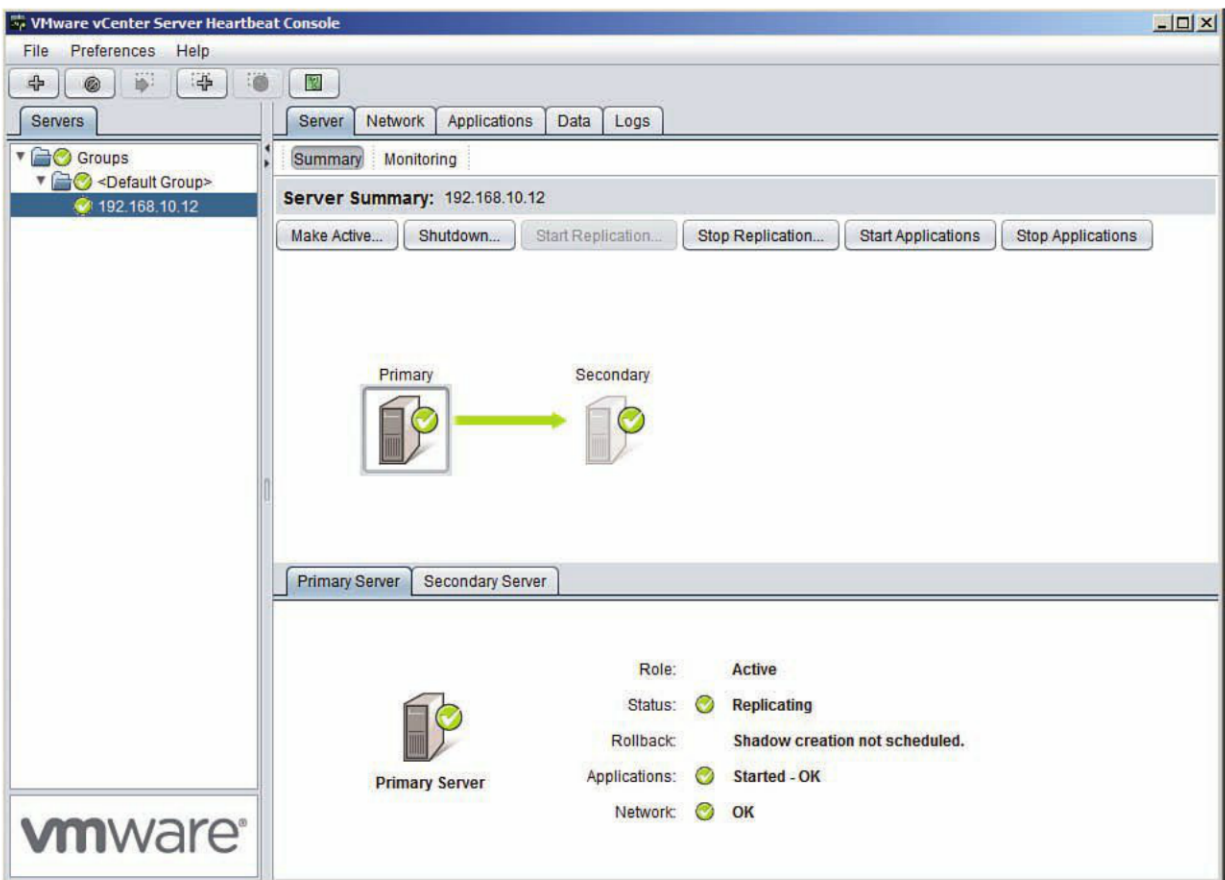 VMware vCenter Server Heartbeat Console
File Preferences Help
Servers
Server Network Applications Data Logs
Groups
<Default Group>
192.168.10.12
Summary Monitoring
Server Summary: 192.168.10.12
Make Active... Shutdown... Start Replication... Stop Replication... Start Applications Stop Applications
Primary Secondary
Primary Server Secondary Server
Primary Server
Role: Active
Status: Replicating
Rollback: Shadow creation not scheduled.
Applications: Started - OK
Network: OK
vmware®